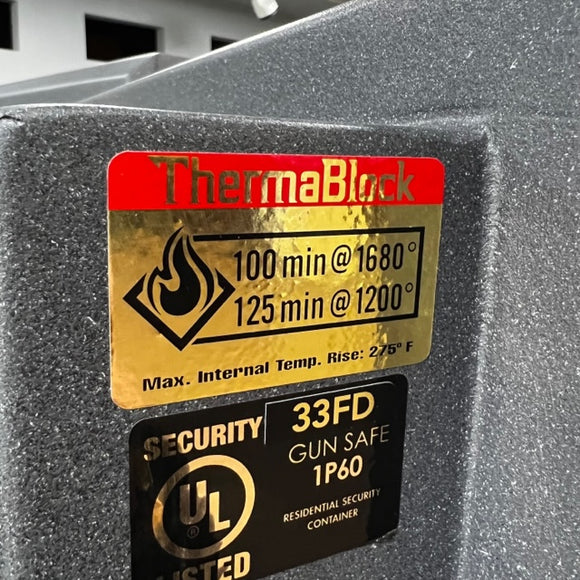 ThermaBlock
100 min @ 1680°
125 min @ 1200°
Max. Internal Temp. Rise: 275° F
SECURITY
UL
®
LISTED
33FD
GUN SAFE
1P60
RESIDENTIAL SECURITY
CONTAINER